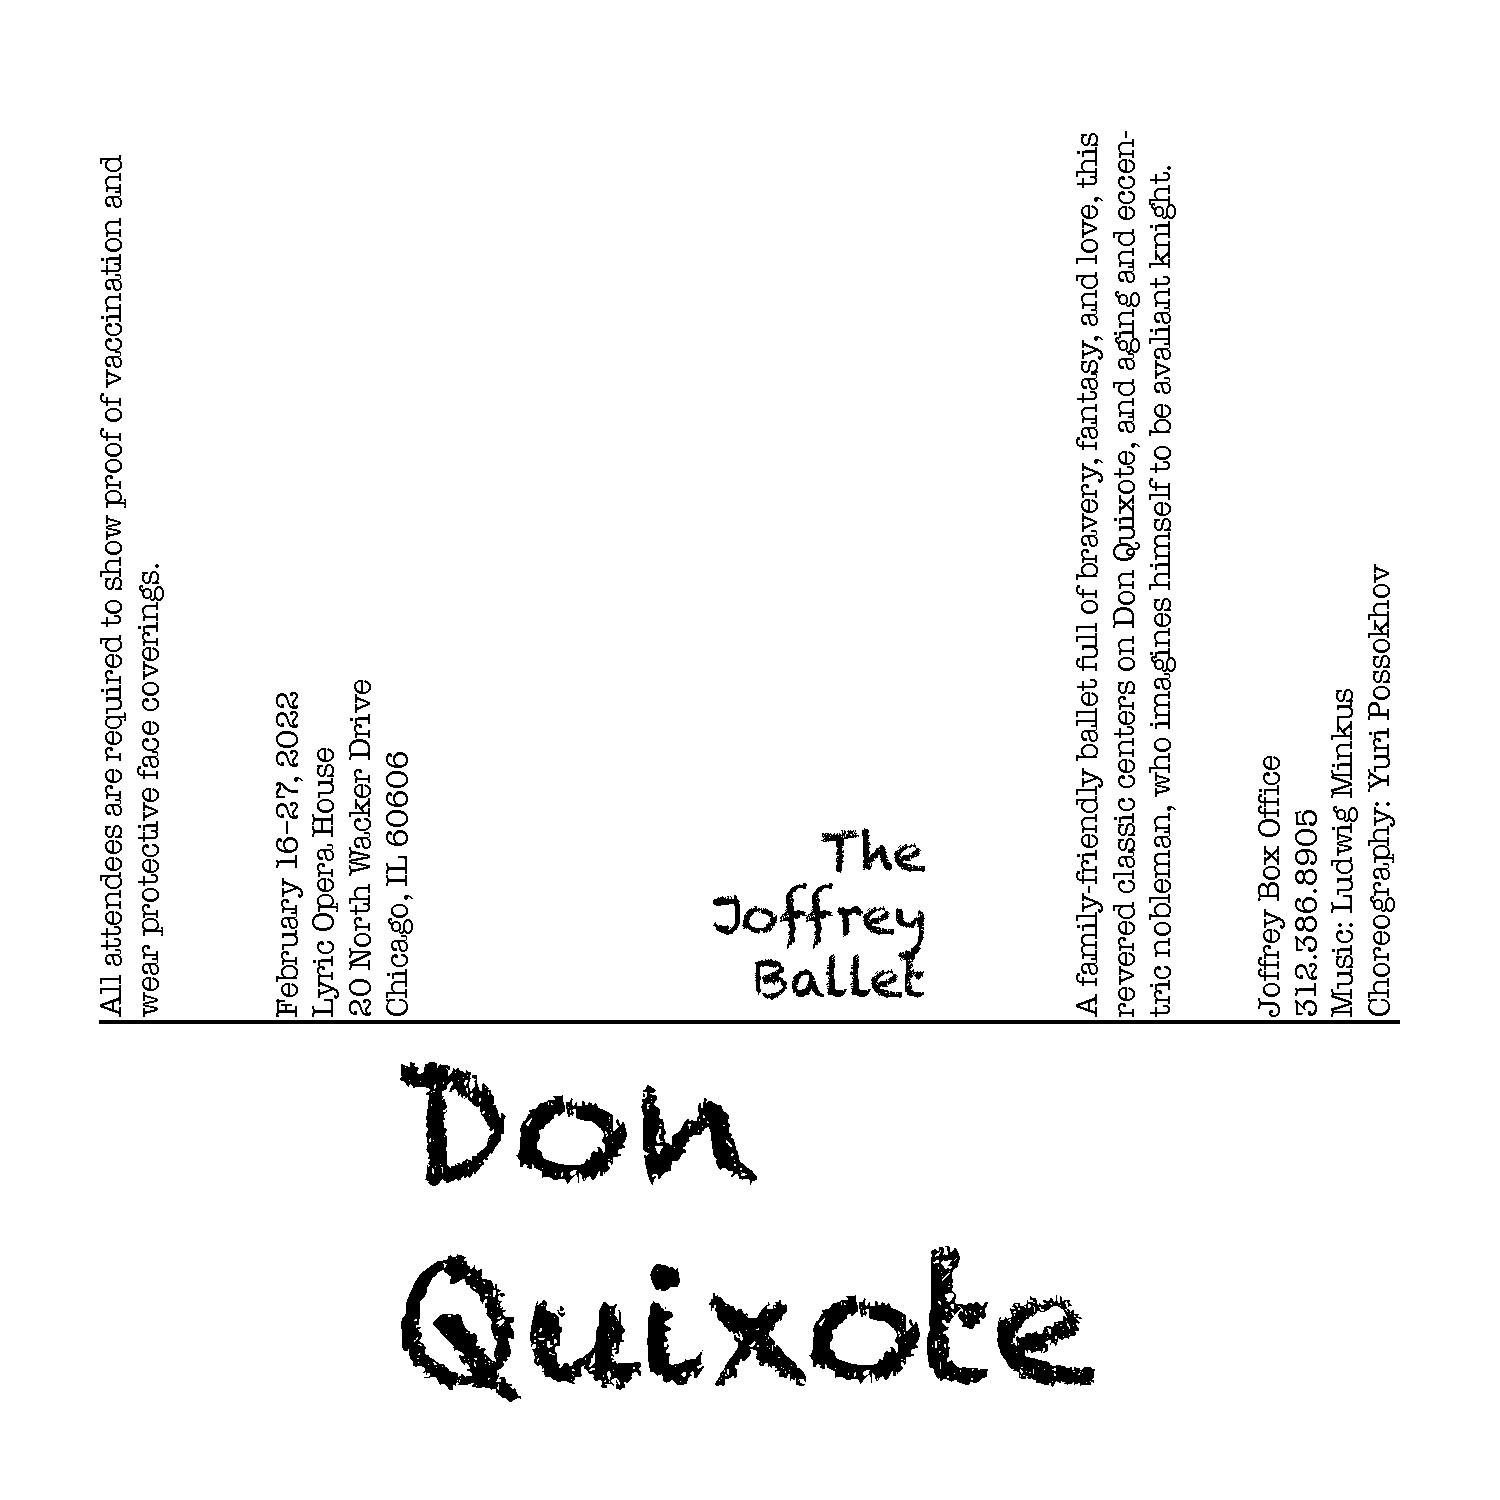 All attendees are required to show proof of vaccination and
wear protective face coverings.
February 16–27, 2022
Lyric Opera House
20 North Wacker Drive
Chicago, IL 60606
The
Joffrey
Ballet
A family-friendly ballet full of bravery, fantasy, and love, this
revered classic centers on Don Quixote, and aging and eccen-
tric nobleman, who imagines himself to be avaliant knight.
Joffrey Box Office
312.386.8905
Music: Ludwig Minkus
Choreography: Yuri Possokhov
Don
Quixote